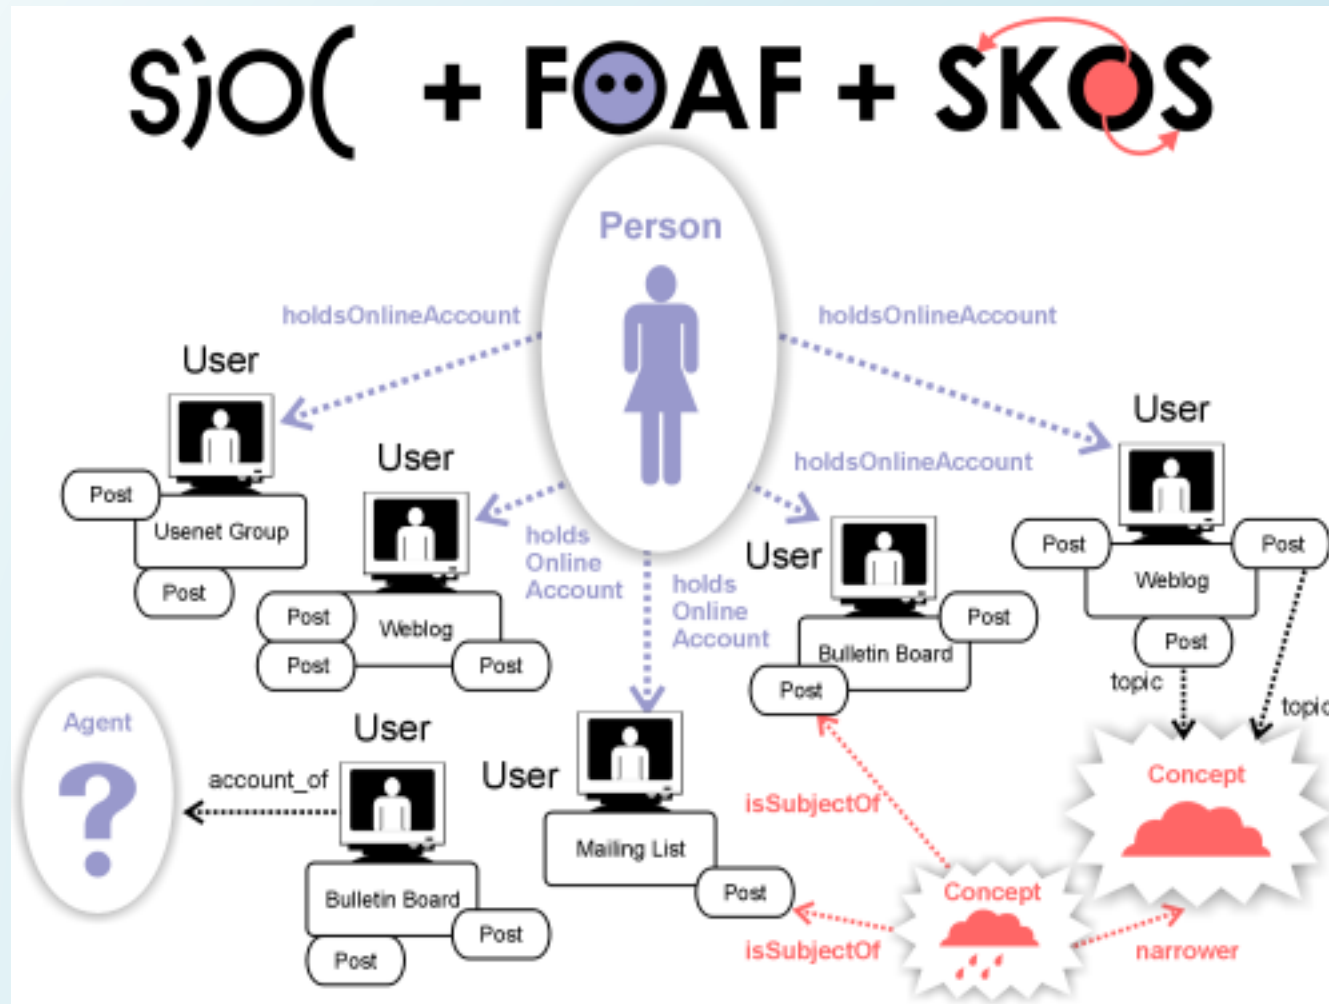 SIOC + FOAF + SKOS
Person
holdsOnlineAccount
holdsOnlineAccount
User
User
User
holdsOnlineAccount
Post
Usenet Group
Post
holds
Online
Account
User
Post
Post
Weblog
Post
Post
Weblog
Post
Post
Post
holds
Online
Account
Post
Bulletin Board
Post
topic
topic
Agent
User
account_of
User
Concept
isSubjectOf
Mailing List
Post
Bulletin Board
Post
Post
Concept
isSubjectOf
narrower